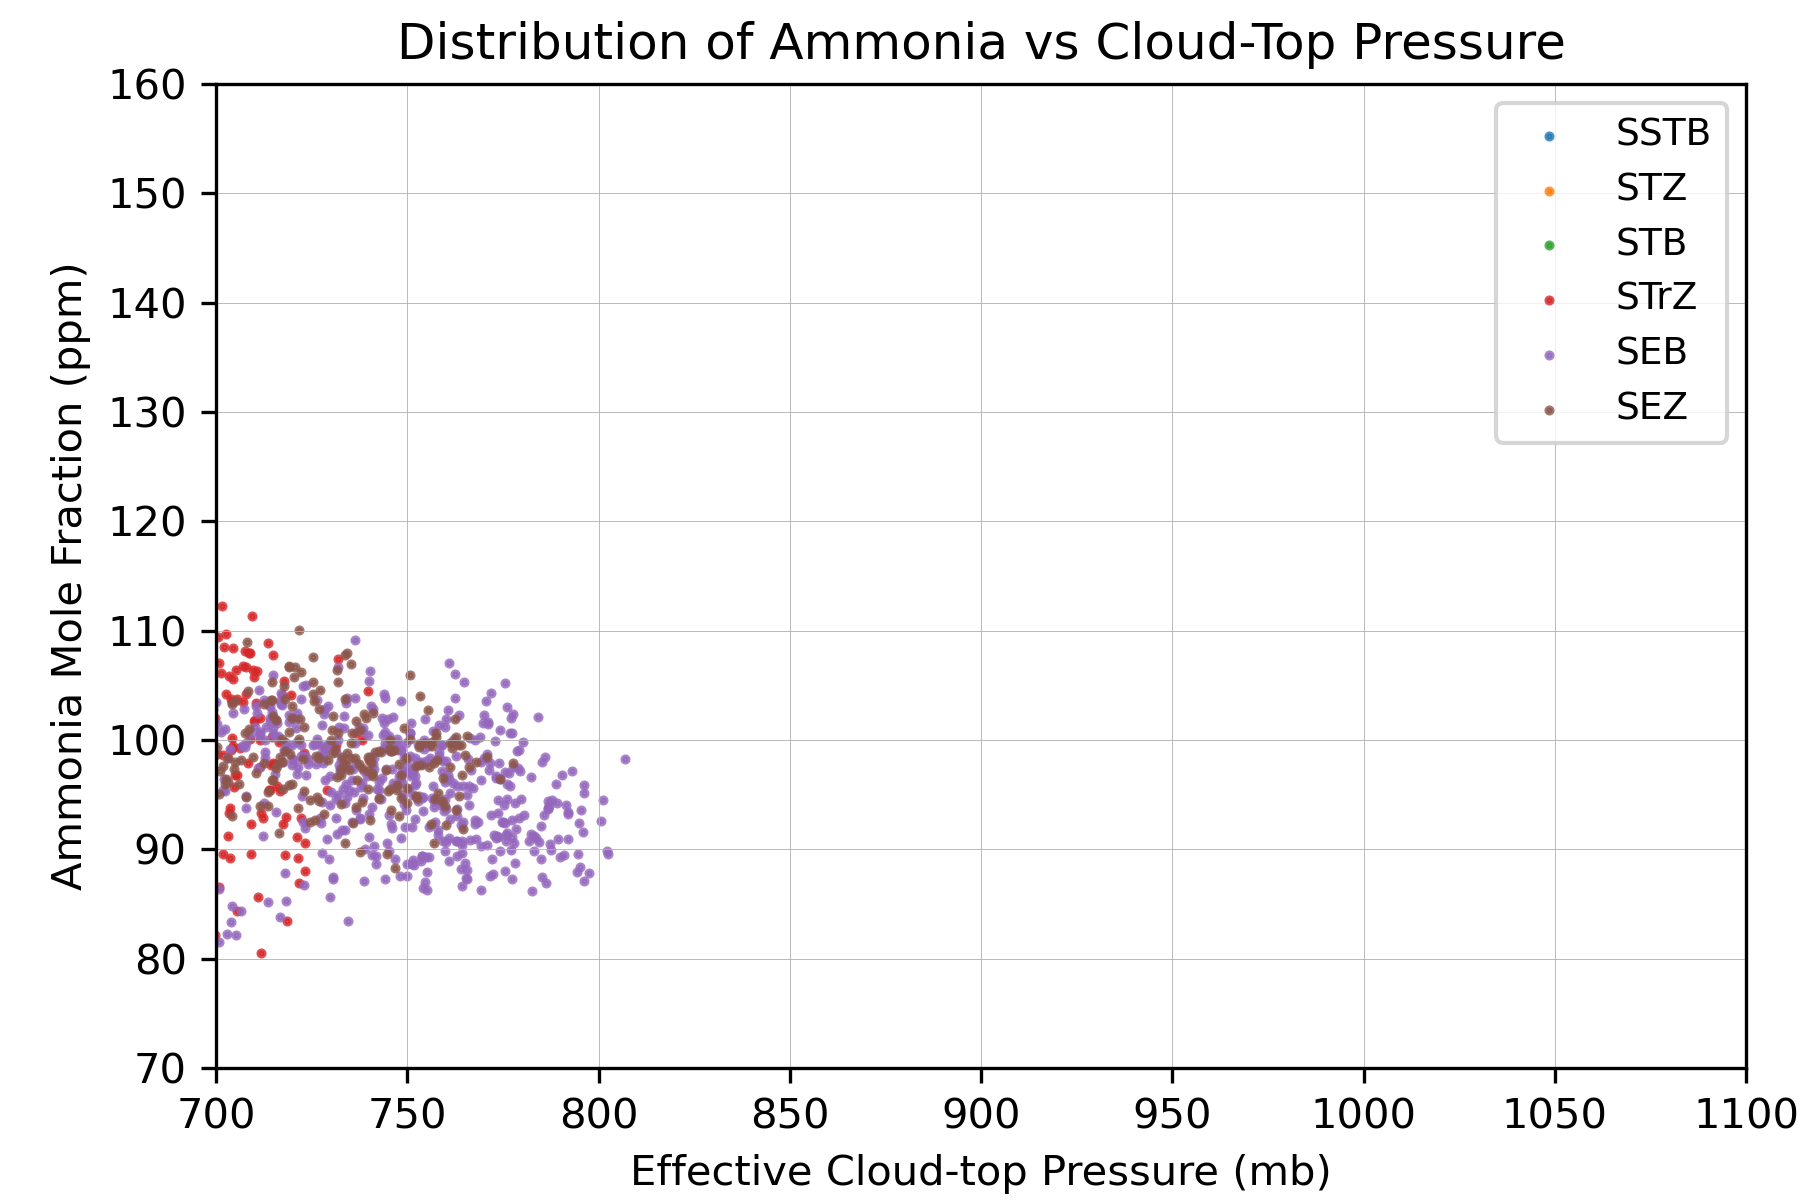 Distribution of Ammonia vs Cloud-Top Pressure
160
150
140
130
120
110
100
90
80
70
Ammonia Mole Fraction (ppm)
SSTB
STZ
STB
STrZ
SEB
SEZ
700 750 800 850 900 950 1000 1050 1100
Effective Cloud-top Pressure (mb)